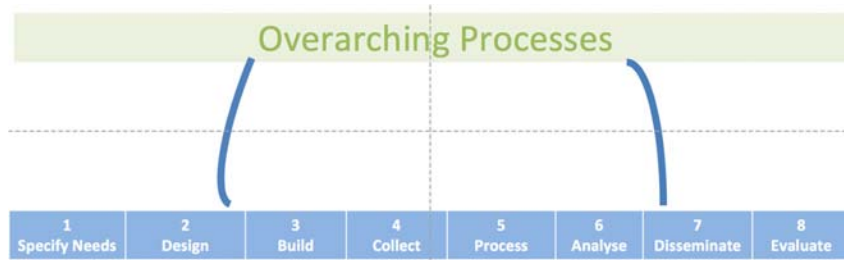 Overarching Processes
1 2 3 4 5 6 7 8
Specify Needs Design Build Collect Process Analyse Disseminate Evaluate